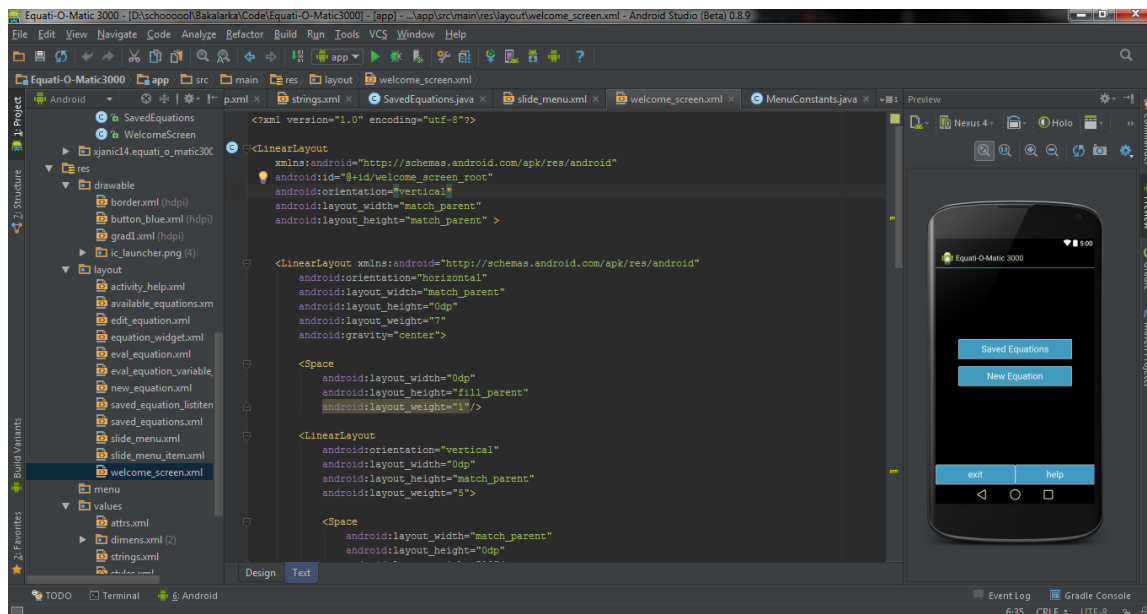 Equati-O-Matic3000 - [D:\schoooool\Bakalarka\Code\Equati-O-Matic3000] - [app] - ...\app\src\main\res\layout\welcome_screen.xml - Android Studio (Beta) 0.8.9
File Edit View Navigate Code Analyze Refactor Build Run Tools VCS Window Help
app
Equati-O-Matic3000 app src main res layout welcome_screen.xml
Android p.xml strings.xml SavedEquations.java slide_menu.xml welcome_screen.xml MenuConstants.java Preview
1: Project
7: Structure
Build Variants
2: Favorites
SavedEquations
WelcomeScreen
xjanic14.equati_o_matic300
res
drawable
border.xml (hdpi)
button_blue.xml (hdpi)
grad1.xml (hdpi)
ic_launcher.png (4)
layout
activity_help.xml
available_equations.xm
edit_equation.xml
equation_widget.xml
eval_equation.xml
eval_equation_variable_
new_equation.xml
saved_equation_listiten
saved_equations.xml
slide_menu.xml
slide_menu_item.xml
welcome_screen.xml
menu
values
attrs.xml
dimens.xml (2)
strings.xml
styles.xml
<?xml version="1.0" encoding="utf-8"?>
<LinearLayout
xmlns:android="http://schemas.android.com/apk/res/android"
android:id="@+id/welcome_screen_root"
android:orientation="vertical"
android:layout_width="match_parent"
android:layout_height="match_parent" >
<LinearLayout xmlns:android="http://schemas.android.com/apk/res/android"
android:orientation="horizontal"
android:layout_width="match_parent"
android:layout_height="0dp"
android:layout_weight="7"
android:gravity="center">
<Space
android:layout_width="0dp"
android:layout_height="fill_parent"
android:layout_weight="1"/>
<LinearLayout
android:orientation="vertical"
android:layout_width="0dp"
android:layout_height="match_parent"
android:layout_weight="5">
<Space
android:layout_width="match_parent"
android:layout_height="0dp"
Design Text
Nexus 4 Holo
5:00
Equati-O-Matic 3000
Saved Equations
New Equation
exit help
TODO Terminal 6: Android Event Log Gradle Console
6:35 CRLF UTF-8